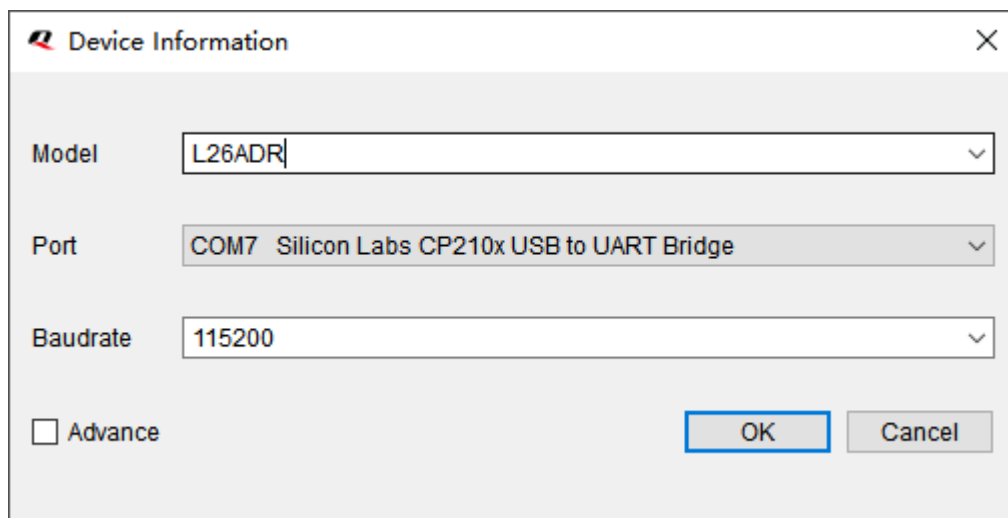 Device Information
Model L26ADR
Port COM7 Silicon Labs CP210x USB to UART Bridge
Baudrate 115200
Advance OK Cancel